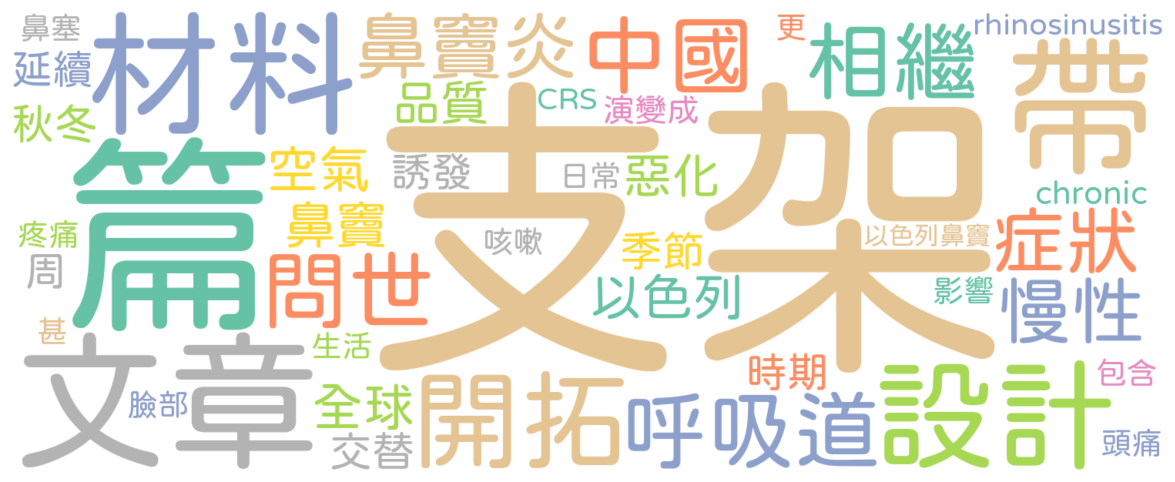 鼻塞
材料
鼻竇炎
中國
更
相繼
rhinosinusitis
延續
品質
CRS
演變成
帶
秋冬
篇
空氣
誘發
支架
日常
惡化
chronic
疼痛
鼻竇
咳嗽
季節
以色列鼻竇
症狀
周
問世
以色列
影響
慢性
甚
文章
生活
開拓
時期
設計
包含
臉部
全球
呼吸道
交替
頭痛